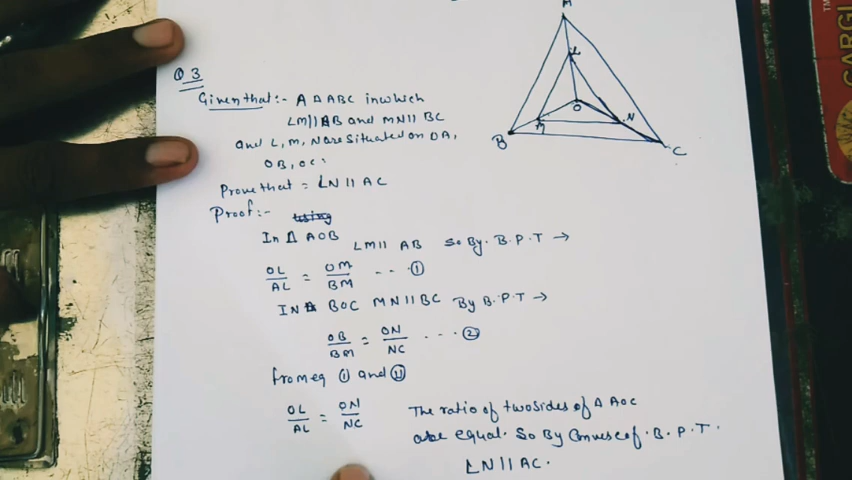 Q 3
Given that :- A Δ ABC in which
LM || AB and MN || BC
and L, M, N are situated on OA,
OB, OC :
Prove that = LN || AC
Proof :-
In Δ AOB
LM || AB So By. B.P.T →
OL/AL = OM/BM -- · ①
IN Δ BOC MN || BC By B.P.T →
OB/BM = ON/NC ---- ②
from eq ① and ⑪
OL/AL = ON/NC
The ratio of two sides of Δ AOC
are equal. So By Converse of . B. P. T.
LN || AC.
A
L
O
M
N
B
C
CARGI